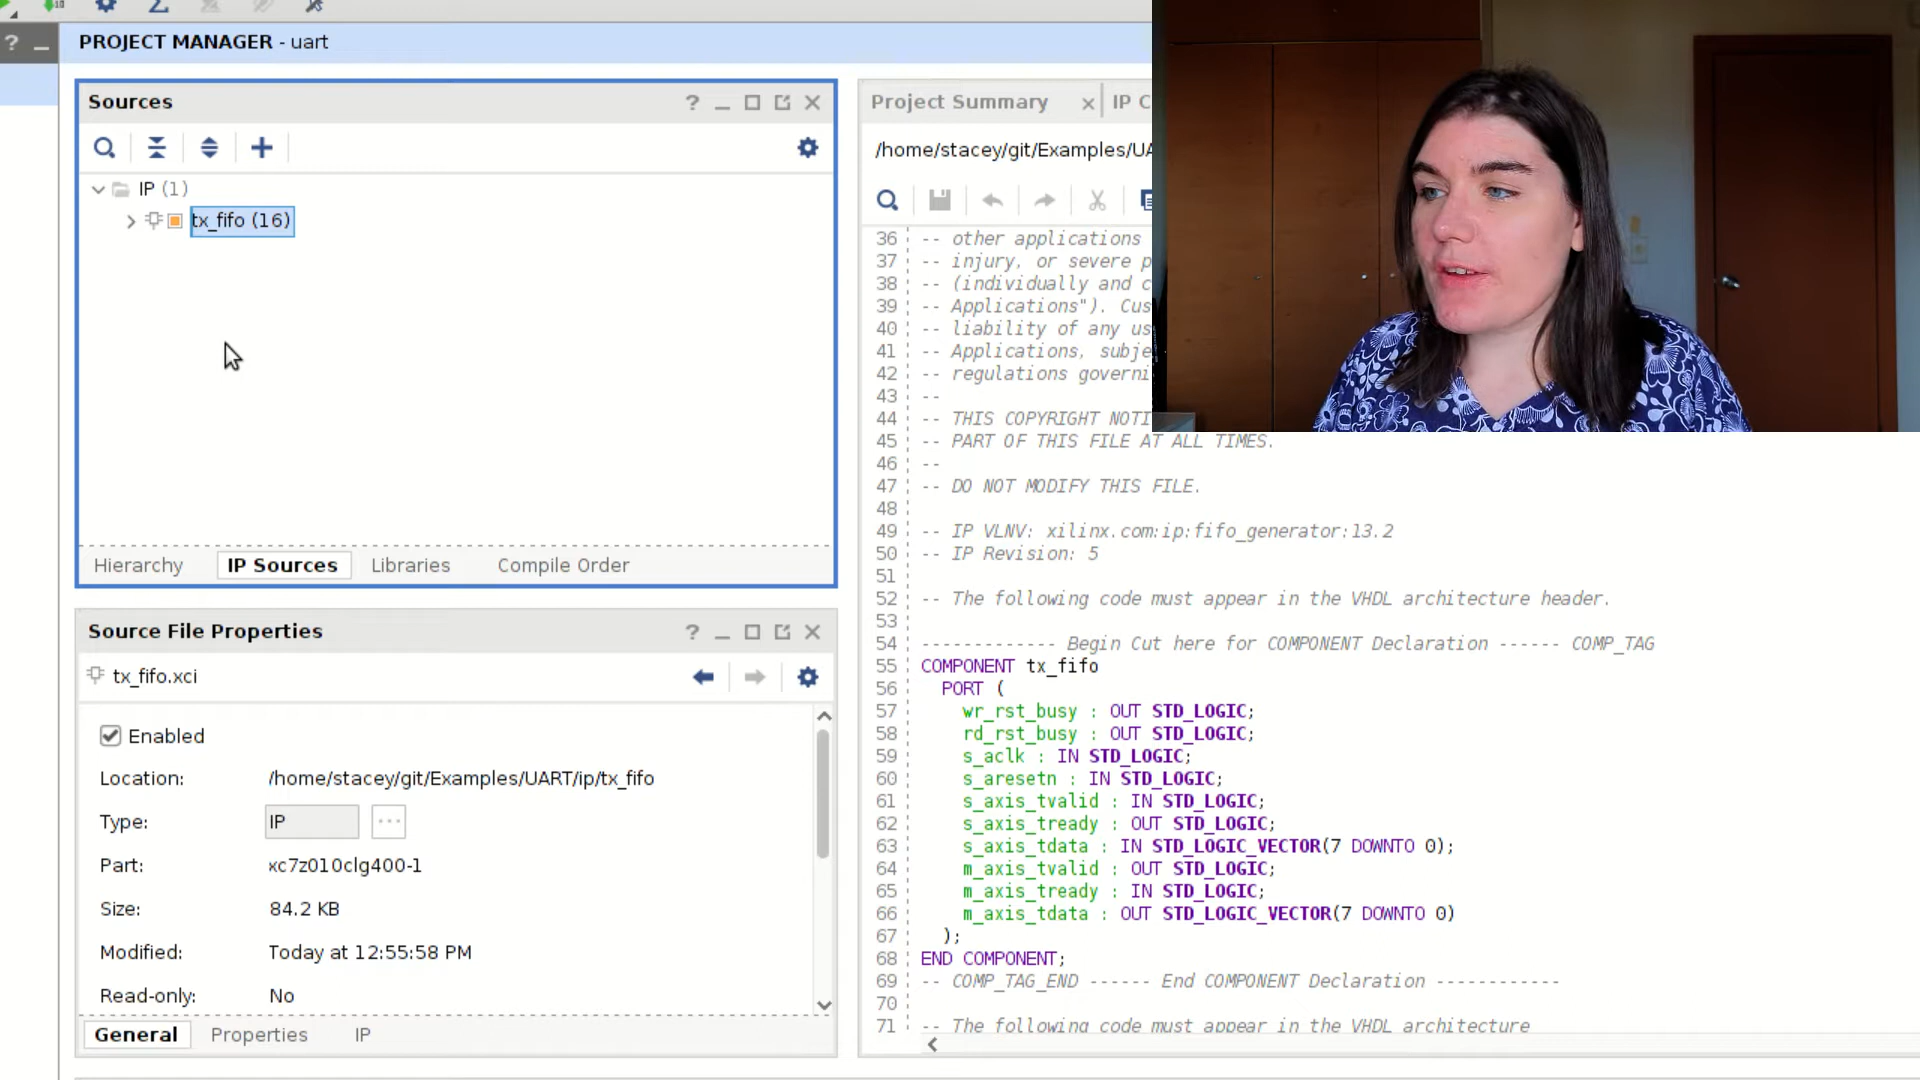 PROJECT MANAGER - uart
Sources
IP (1)
tx_fifo (16)
Hierarchy
IP Sources
Libraries
Compile Order
Source File Properties
tx_fifo.xci
Enabled
Location: /home/stacey/git/Examples/UART/ip/tx_fifo
Type: IP
Part: xc7z010clg400-1
Size: 84.2 KB
Modified: Today at 12:55:58 PM
Read-only: No
General
Properties
IP
Project Summary
IP C
/home/stacey/git/Examples/UA
36 -- other applications
37 -- injury, or severe p
38 -- (individually and c
39 -- Applications"). Cus
40 -- liability of any us
41 -- Applications, subje
42 -- regulations governi
43 --
44 -- THIS COPYRIGHT NOTI
45 -- PART OF THIS FILE AT ALL TIMES.
46 --
47 -- DO NOT MODIFY THIS FILE.
48
49 -- IP VLNV: xilinx.com:ip:fifo_generator:13.2
50 -- IP Revision: 5
51
52 -- The following code must appear in the VHDL architecture header.
53
54 ------------- Begin Cut here for COMPONENT Declaration ------ COMP_TAG
55 COMPONENT tx_fifo
56 PORT (
57 wr_rst_busy : OUT STD_LOGIC;
58 rd_rst_busy : OUT STD_LOGIC;
59 s_aclk : IN STD_LOGIC;
60 s_aresetn : IN STD_LOGIC;
61 s_axis_tvalid : IN STD_LOGIC;
62 s_axis_tready : OUT STD_LOGIC;
63 s_axis_tdata : IN STD_LOGIC_VECTOR(7 DOWNTO 0);
64 m_axis_tvalid : OUT STD_LOGIC;
65 m_axis_tready : IN STD_LOGIC;
66 m_axis_tdata : OUT STD_LOGIC_VECTOR(7 DOWNTO 0)
67 );
68 END COMPONENT;
69 -- COMP_TAG_END ------ End COMPONENT Declaration ------------
70
71 -- The following code must appear in the VHDL architecture